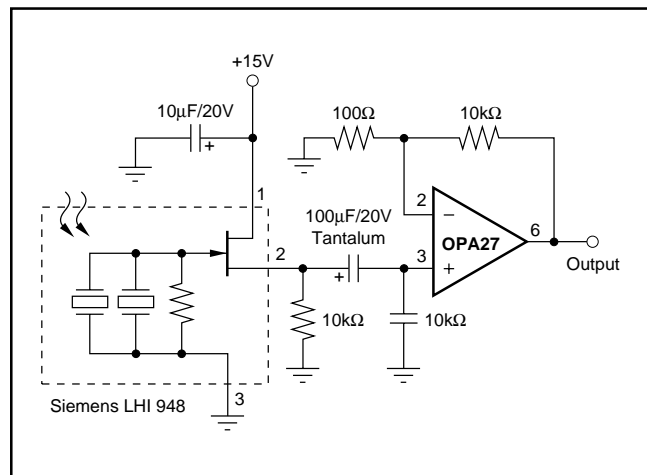 +15V
10μF/20V
+
100Ω
10kΩ
1
2
100μF/20V
Tantalum
+
2
3
−
+
OPA27
6
Output
10kΩ
10kΩ
3
Siemens LHI 948